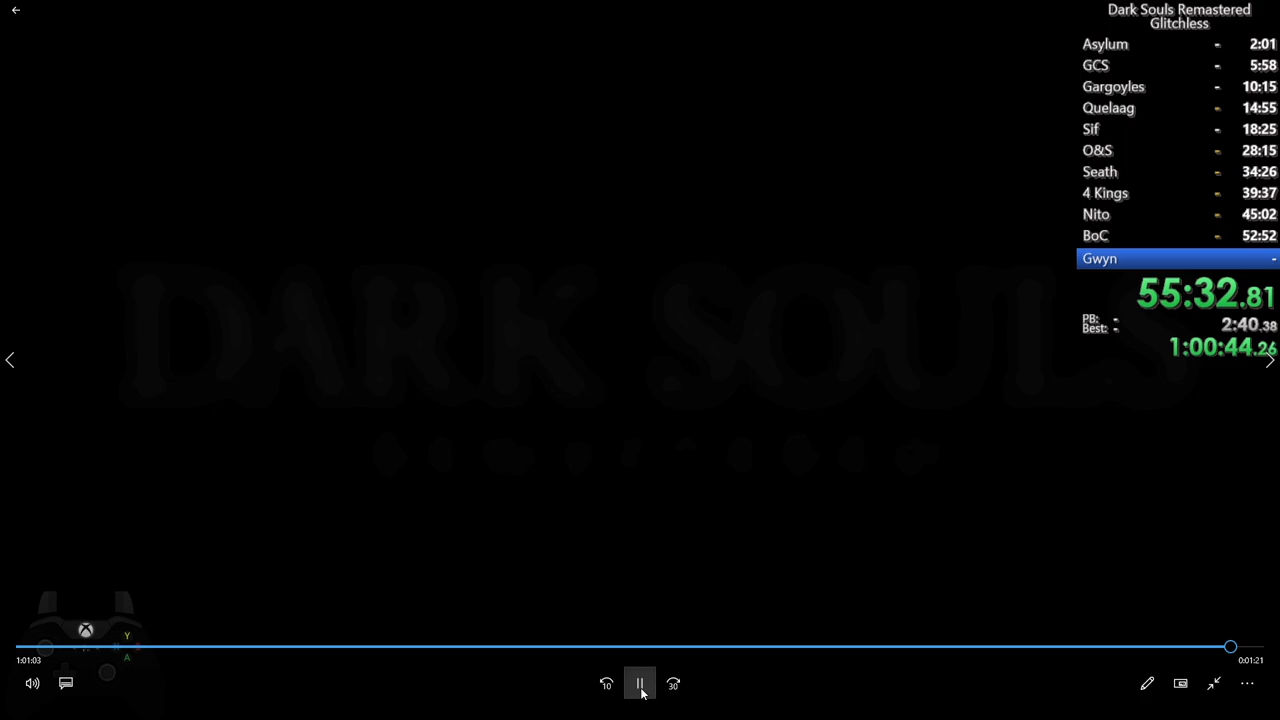 Dark Souls Remastered
Glitchless
Asylum - 2:01
GCS - 5:58
Gargoyles - 10:15
Quelaag - 14:55
Sif - 18:25
O&S - 28:15
Seath - 34:26
4 Kings - 39:37
Nito - 45:02
BoC - 52:52
Gwyn -
55:32.81
PB: - 2:40.38
Best: -
1:00:44.26
DARK SOULS
Y
A
1:01:03 0:01:21
10 30